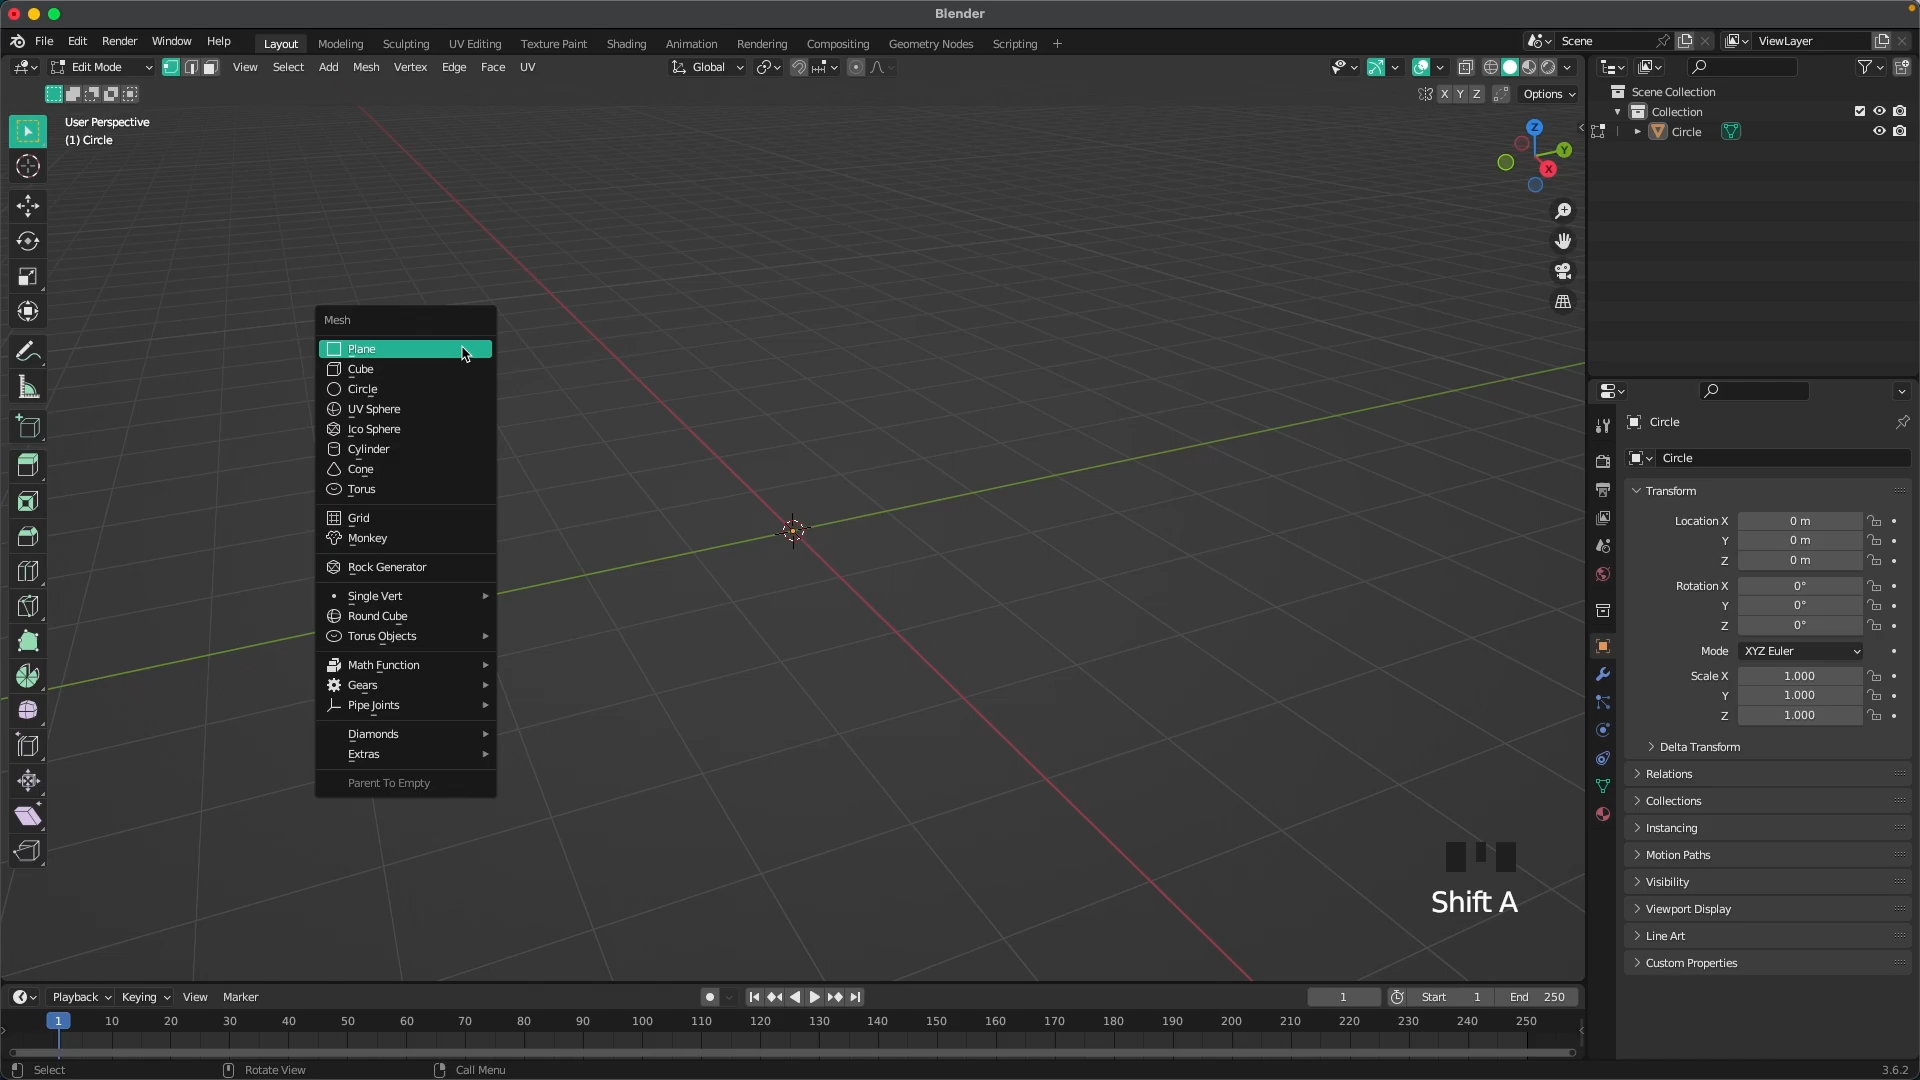 Blender
File Edit Render Window Help Layout Modeling Sculpting UV Editing Texture Paint Shading Animation Rendering Compositing Geometry Nodes Scripting + Scene ViewLayer
Edit Mode View Select Add Mesh Vertex Edge Face UV Global
X Y Z Options
User Perspective
(1) Circle
Z
Y
X
Scene Collection
Collection
Circle
Mesh
Plane
Cube
Circle
UV Sphere
Ico Sphere
Cylinder
Cone
Torus
Grid
Monkey
Rock Generator
Single Vert
Round Cube
Torus Objects
Math Function
Gears
Pipe Joints
Diamonds
Extras
Parent To Empty
Shift A
Circle
Circle
Transform
Location X 0 m
Y 0 m
Z 0 m
Rotation X 0°
Y 0°
Z 0°
Mode XYZ Euler
Scale X 1.000
Y 1.000
Z 1.000
Delta Transform
Relations
Collections
Instancing
Motion Paths
Visibility
Viewport Display
Line Art
Custom Properties
Playback Keying View Marker 1 Start 1 End 250
1 10 20 30 40 50 60 70 80 90 100 110 120 130 140 150 160 170 180 190 200 210 220 230 240 250
Select Rotate View Call Menu 3.6.2